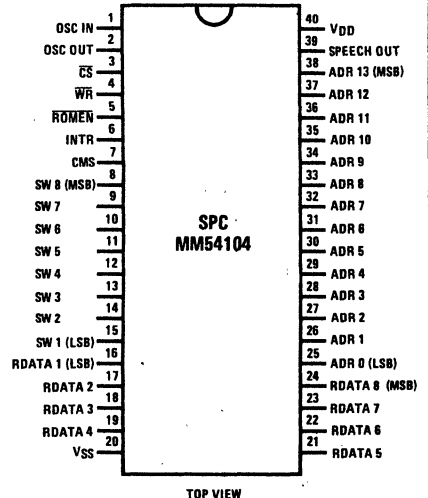 1 OSC IN
2 OSC OUT
3 CS
4 WR
5 ROMEN
6 INTR
7 CMS
8 SW 8 (MSB)
9 SW 7
10 SW 6
11 SW 5
12 SW 4
13 SW 3
14 SW 2
15 SW 1 (LSB)
16 RDATA 1 (LSB)
17 RDATA 2
18 RDATA 3
19 RDATA 4
20 VSS
SPC
MM54104
40 VDD
39 SPEECH OUT
38 ADR 13 (MSB)
37 ADR 12
36 ADR 11
35 ADR 10
34 ADR 9
33 ADR 8
32 ADR 7
31 ADR 6
30 ADR 5
29 ADR 4
28 ADR 3
27 ADR 2
26 ADR 1
25 ADR 0 (LSB)
24 RDATA 8 (MSB)
23 RDATA 7
22 RDATA 6
21 RDATA 5
TOP VIEW